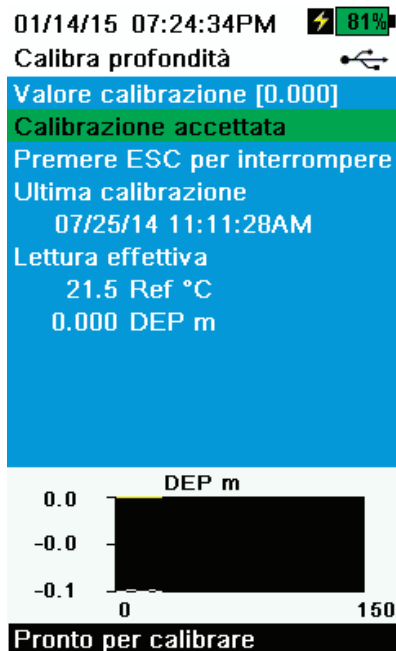 01/14/15 07:24:34PM 81%
Calibra profondità
Valore calibrazione [0.000]
Calibrazione accettata
Premere ESC per interrompere
Ultima calibrazione
07/25/14 11:11:28AM
Lettura effettiva
21.5 Ref °C
0.000 DEP m
DEP m
0.0
-0.0
-0.1
0 150
Pronto per calibrare